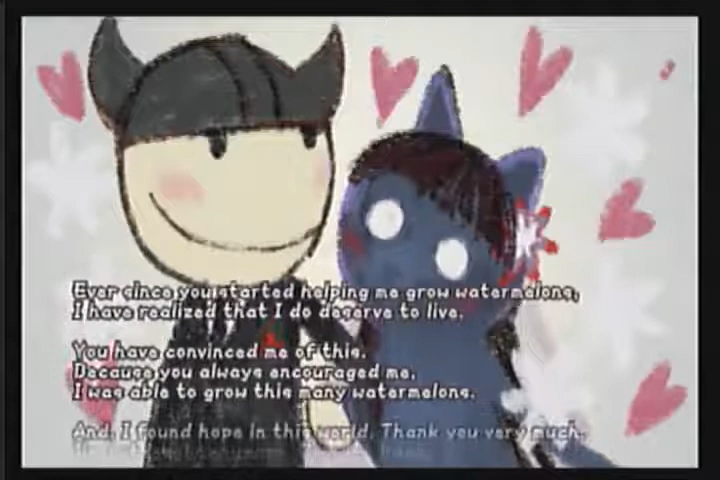 Ever since you started helping me grow watermelons,
I have realized that I do deserve to live.
You have convinced me of this.
Because you always encouraged me,
I was able to grow this many watermelons.
And, I found hope in this world. Thank you very much.